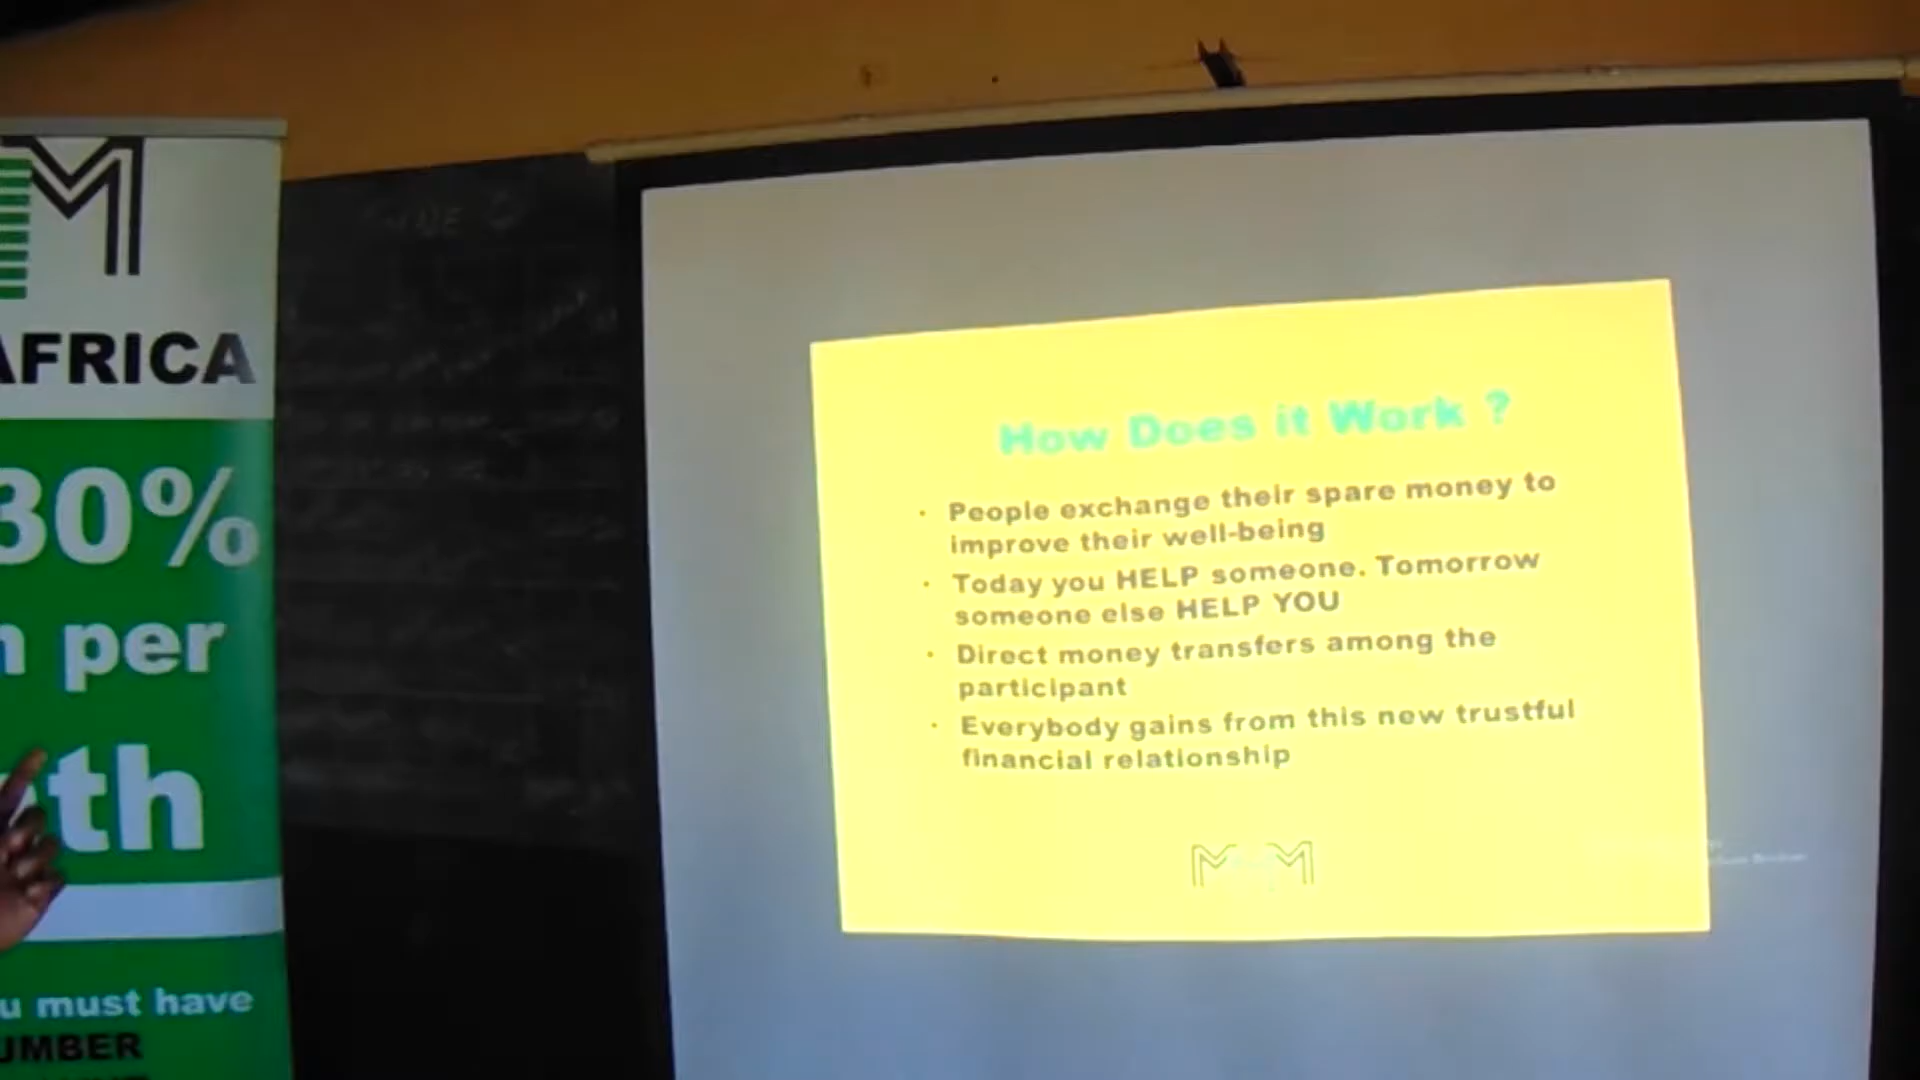 AFRICA
30%
per
th
u must have
UMBER
How Does it Work ?
• People exchange their spare money to
improve their well-being
• Today you HELP someone. Tomorrow
someone else HELP YOU
• Direct money transfers among the
participant
• Everybody gains from this new trustful
financial relationship